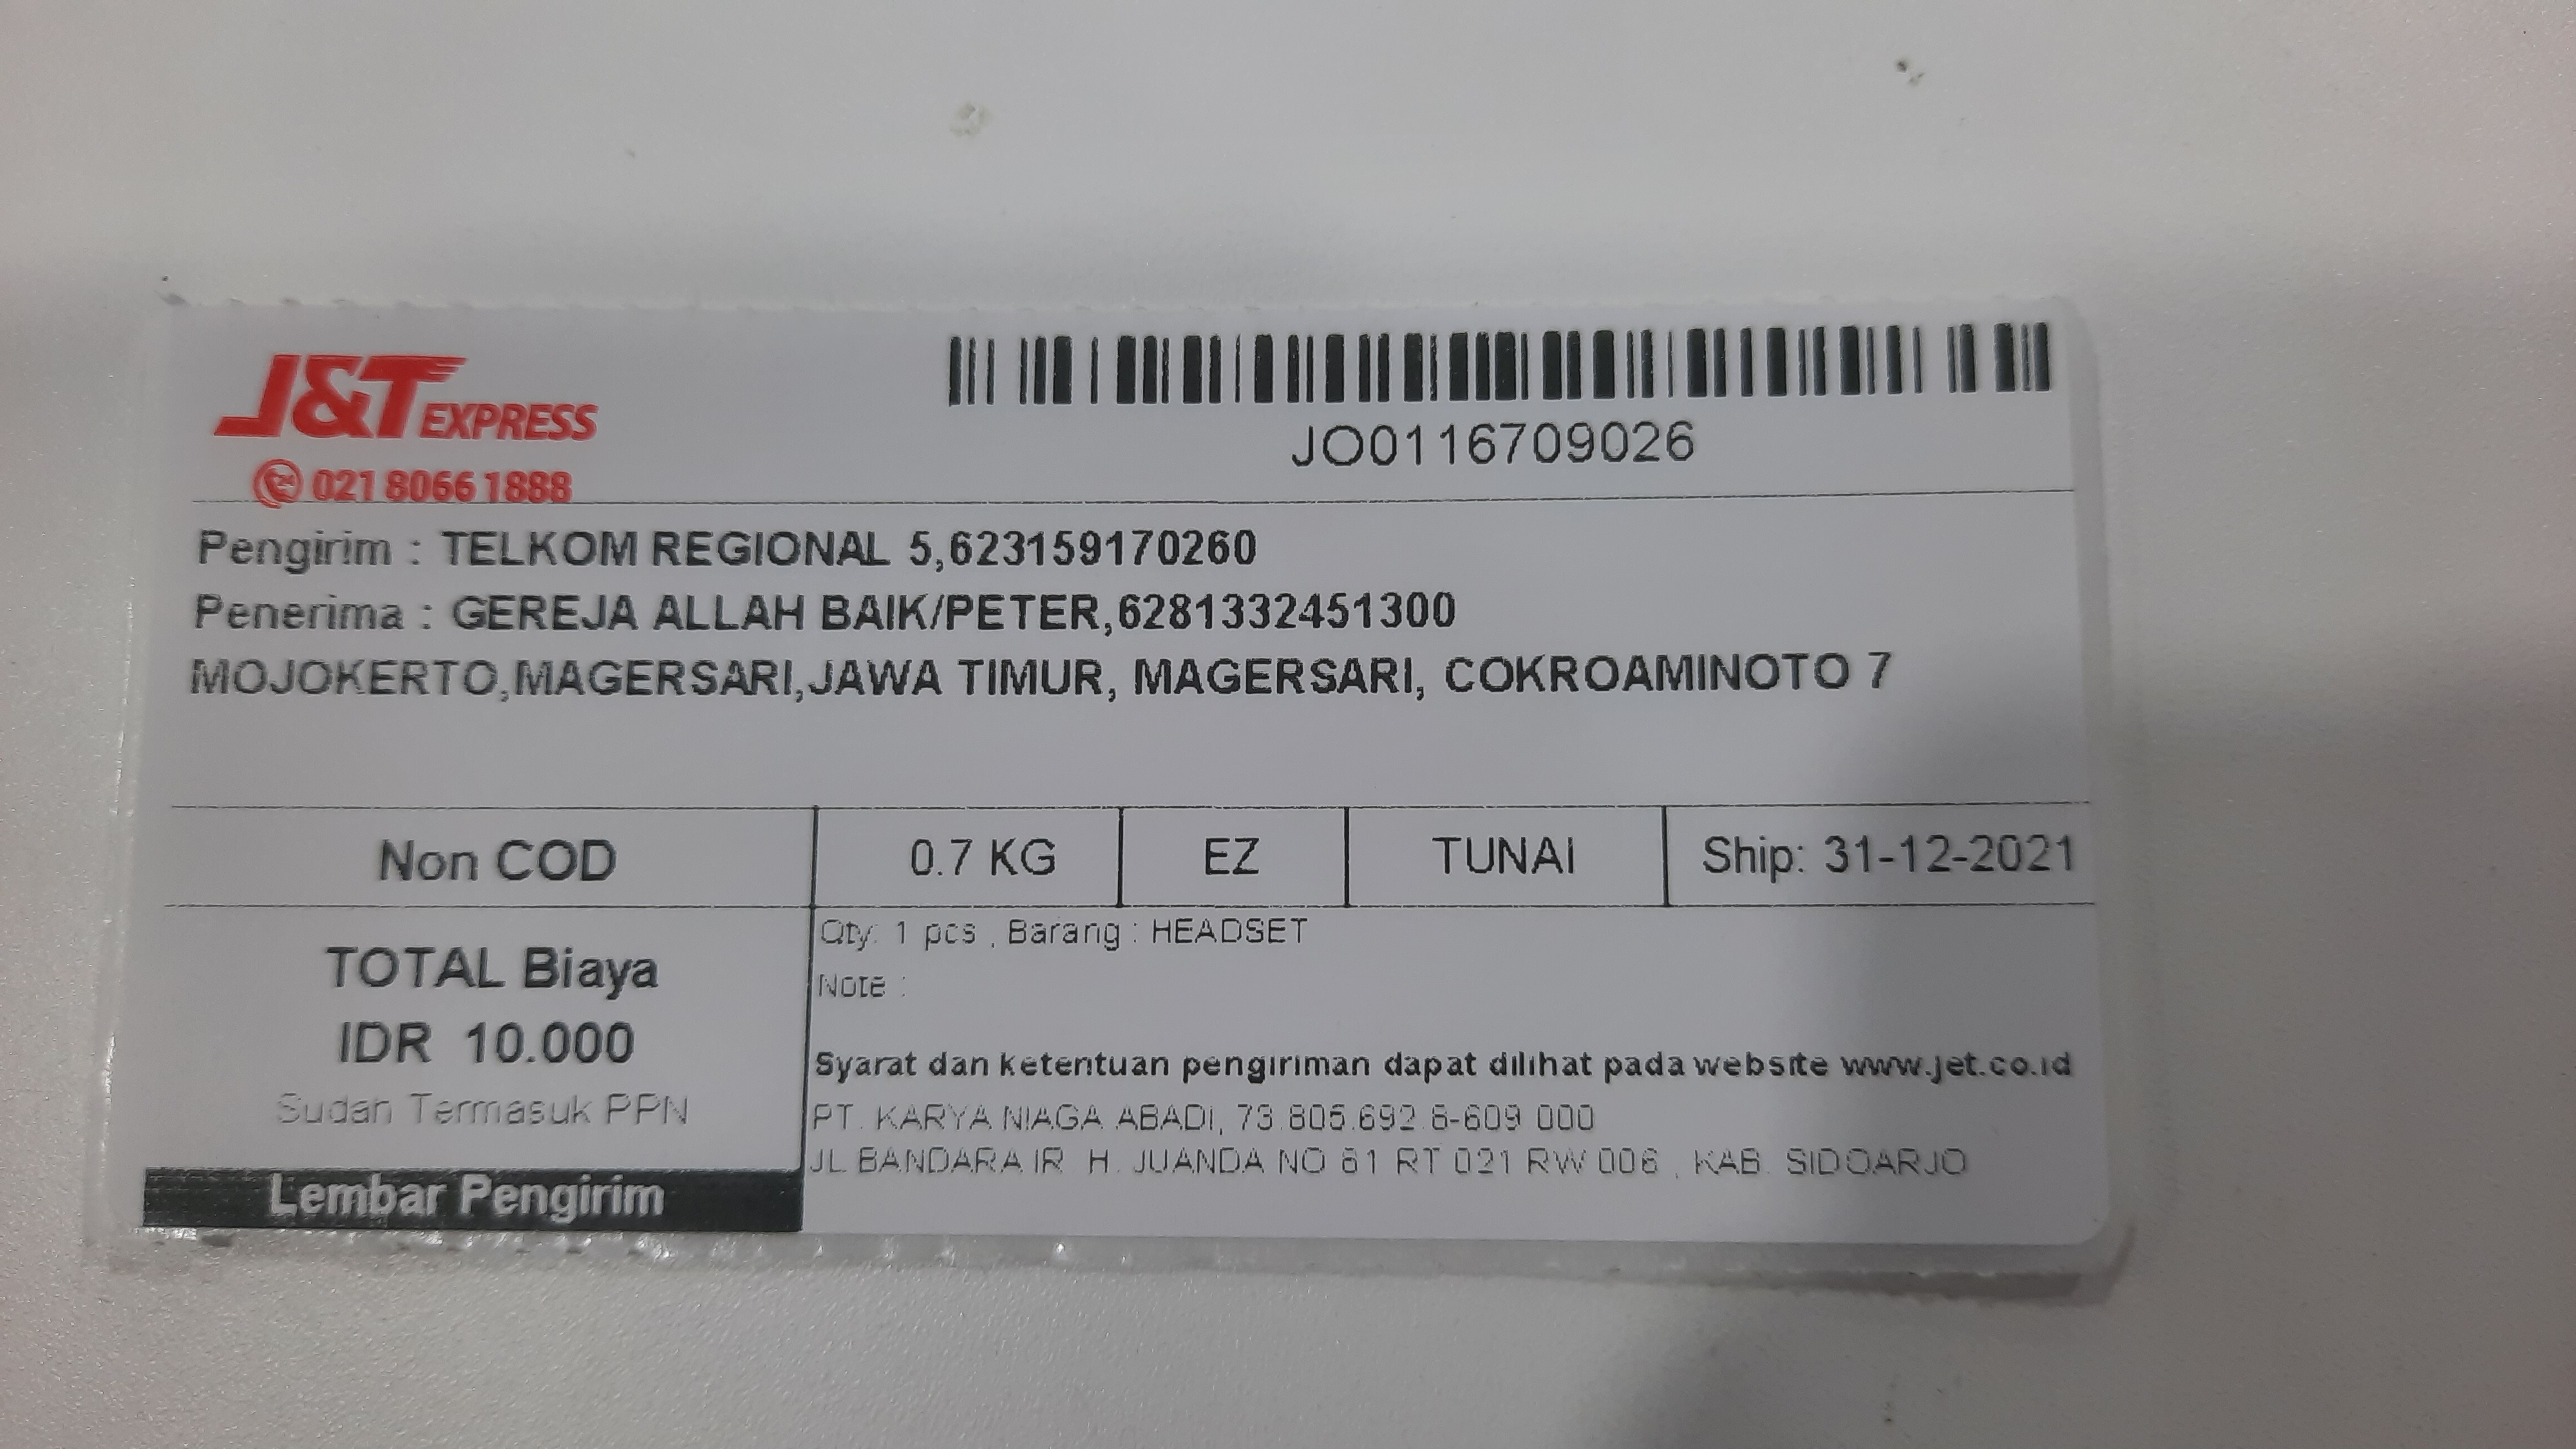 J&T EXPRESS
021 8066 1888
JO0116709026
Pengirim : TELKOM REGIONAL 5,623159170260
Penerima : GEREJA ALLAH BAIK/PETER,6281332451300
MOJOKERTO,MAGERSARI,JAWA TIMUR, MAGERSARI, COKROAMINOTO 7
Non COD
0.7 KG
EZ
TUNAI
Ship: 31-12-2021
TOTAL Biaya
IDR 10.000
Sudah Termasuk PPN
Lembar Pengirim
Qty: 1 pcs , Barang : HEADSET
Note :
Syarat dan ketentuan pengiriman dapat dilihat pada website www.jet.co.id
PT. KARYA NIAGA ABADI, 73.805.692.6-609.000
JL. BANDARA IR. H. JUANDA NO 61 RT 021 RW 006 , KAB. SIDOARJO